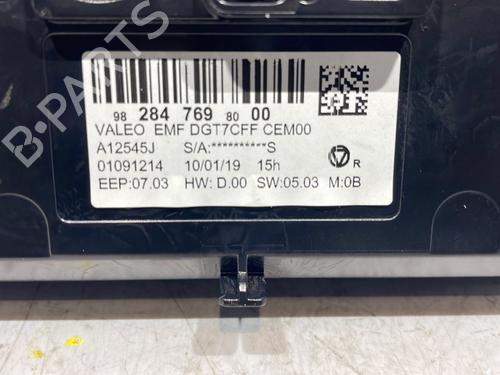 B-PARTS
98 284 769 80 00
VALEO EMF DGT7CFF CEM00
A12545J S/A:**********S
01091214 10/01/19 15h
R
EEP:07.03 HW: D.00 SW:05.03 M:0B